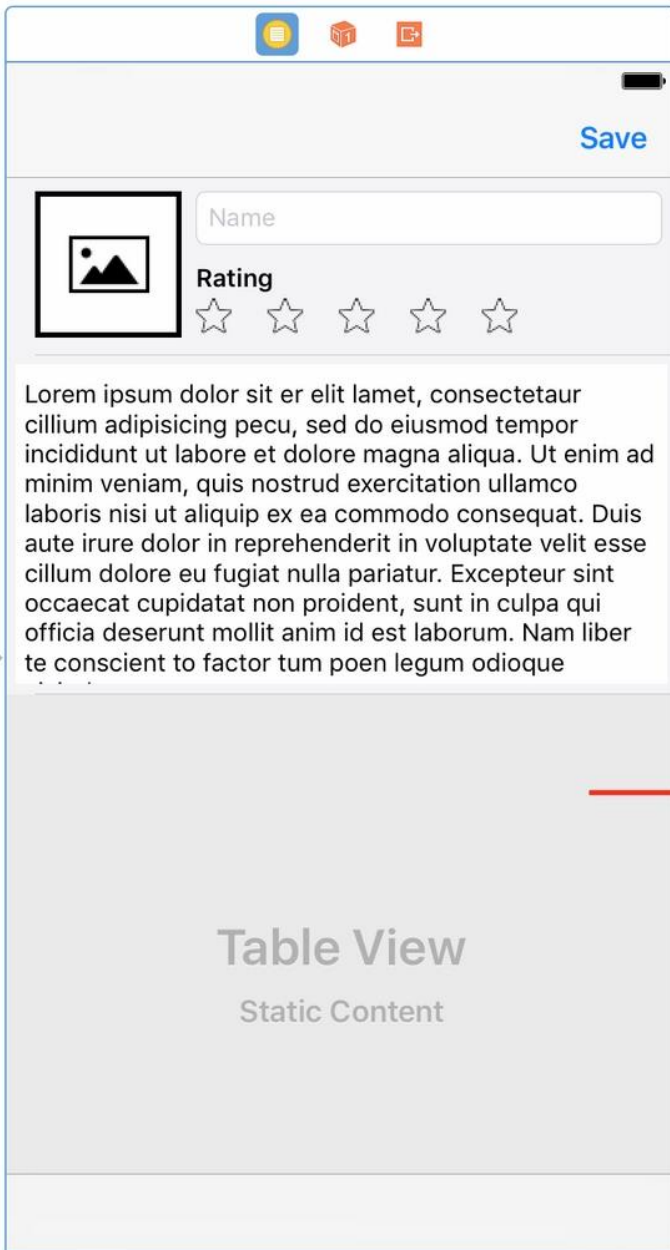 Save
Name
Rating
Lorem ipsum dolor sit er elit lamet, consectetaur
cillium adipisicing pecu, sed do eiusmod tempor
incididunt ut labore et dolore magna aliqua. Ut enim ad
minim veniam, quis nostrud exercitation ullamco
laboris nisi ut aliquip ex ea commodo consequat. Duis
aute irure dolor in reprehenderit in voluptate velit esse
cillum dolore eu fugiat nulla pariatur. Excepteur sint
occaecat cupidatat non proident, sunt in culpa qui
officia deserunt mollit anim id est laborum. Nam liber
te conscient to factor tum poen legum odioque
Table View
Static Content